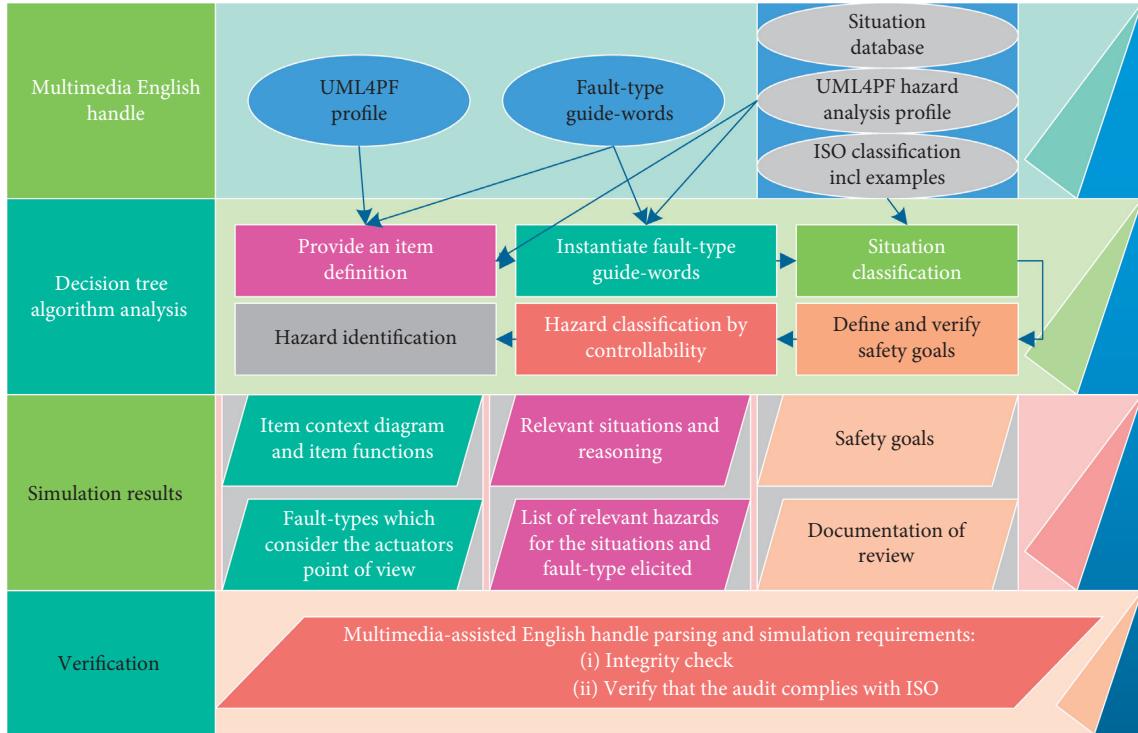 Multimedia English
handle
UML4PF
profile
Fault-type
guide-words
Situation
database
UML4PF hazard
analysis profile
ISO classification
incl examples
Decision tree
algorithm analysis
Provide an item
definition
Instantiate fault-type
guide-words
Situation
classification
Hazard identification
Hazard classification by
controllability
Define and verify
safety goals
Simulation results
Item context diagram
and item functions
Relevant situations and
reasoning
Safety goals
Fault-types which
consider the actuators
point of view
List of relevant hazards
for the situations and
fault-type elicited
Documentation of
review
Verification
Multimedia-assisted English handle parsing and simulation requirements:
(i) Integrity check
(ii) Verify that the audit complies with ISO